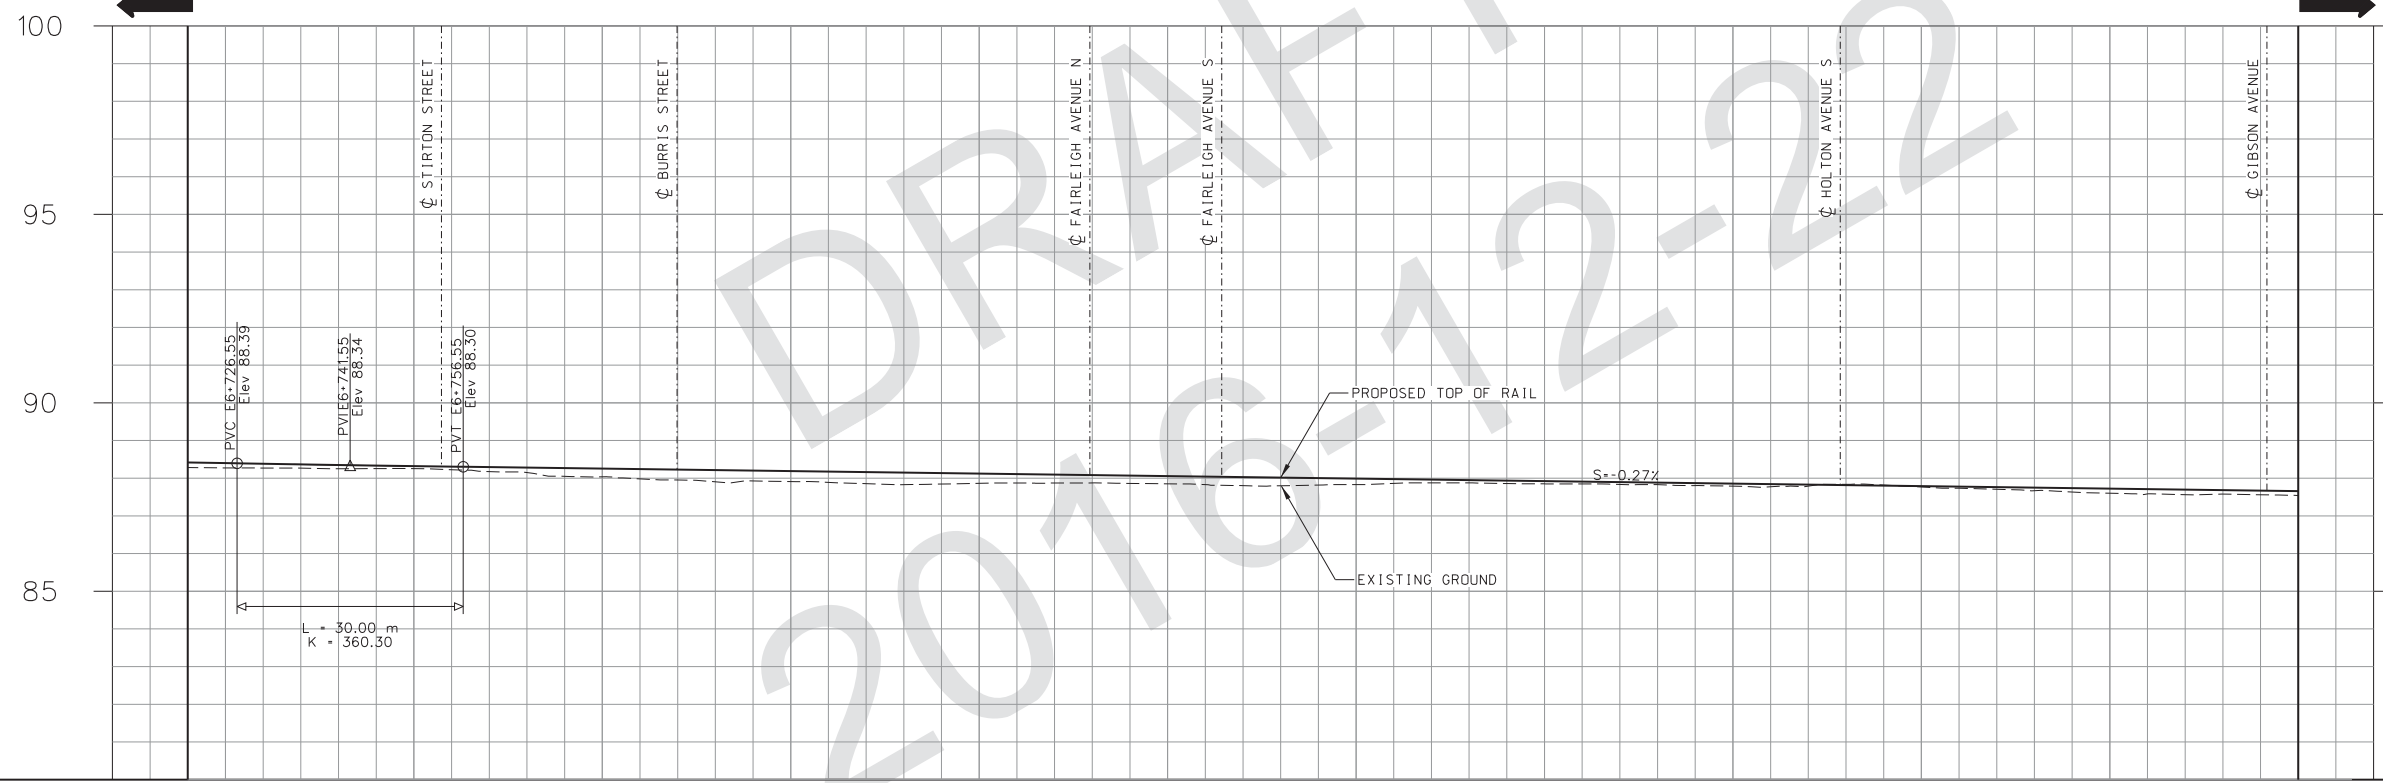 100
95
90
85
℄ STIRTON STREET
℄ BURRIS STREET
℄ FAIRLEIGH AVENUE N
℄ FAIRLEIGH AVENUE S
℄ HOLTON AVENUE S
℄ GIBSON AVENUE
PVC E6+726.55
Elev 88.39
PVI E6+741.55
Elev 88.34
PVT E6+756.55
Elev 88.30
PROPOSED TOP OF RAIL
S=-0.27%
EXISTING GROUND
L = 30.00 m
K = 360.30
DRAFT
2016-12-22